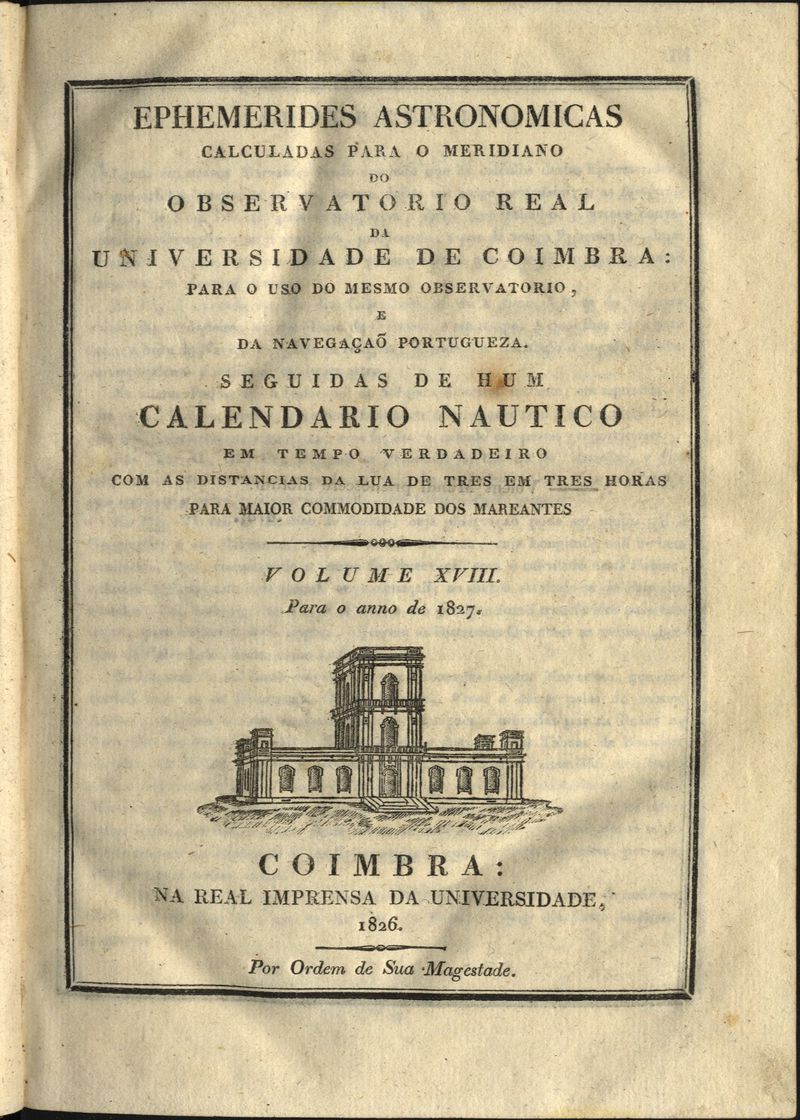 EPHEMERIDES ASTRONOMICAS
CALCULADAS PARA O MERIDIANO
DO
OBSERVATORIO REAL
DA
UNIVERSIDADE DE COIMBRA:
PARA O USO DO MESMO OBSERVATORIO,
E
DA NAVEGAÇAÕ PORTUGUEZA.
SEGUIDAS DE HUM
CALENDARIO NAUTICO
EM TEMPO VERDADEIRO
COM AS DISTANCIAS DA LUA DE TRES EM TRES HORAS
PARA MAIOR COMMODIDADE DOS MAREANTES
VOLUME XVIII.
Para o anno de 1827.
COIMBRA:
NA REAL IMPRENSA DA UNIVERSIDADE,
1826.
Por Ordem de Sua Magestade.